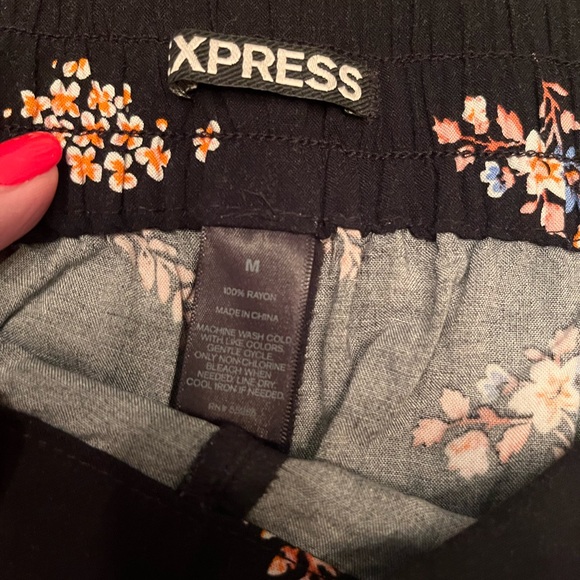 XPRESS
M
100% RAYON
MADE IN CHINA
MACHINE WASH COLD
WITH LIKE COLORS.
GENTLE CYCLE.
ONLY NON-CHLORINE
BLEACH WHEN
NEEDED. LINE DRY.
COOL IRON IF NEEDED.
RN#